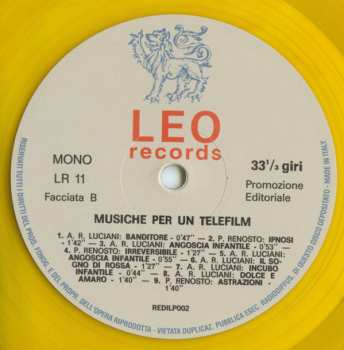 LEO
records
MONO
LR 11
Facciata B
33 1/3 giri
Promozione
Editoriale
MUSICHE PER UN TELEFILM
1. A. R. LUCIANI: BANDITORE - 0'47" - 2. P. RENOSTO: IPNOSI
- 1'42" - 3. A. R. LUCIANI: ANGOSCIA INFANTILE - 0'53"
- 4. P. RENOSTO: IRREVERSIBILE - 1'27" - 5. A. R. LUCIANI:
ANGOSCIA INFANTILE - 0'55" - 6. A. R. LUCIANI: IL SO-
GNO DI ROSSA - 1'27" - 7. A. R. LUCIANI: INCUBO
INFANTILE - 0'44" - 8. A. R. LUCIANI: DOLCE E
AMARO - 1'40" - 9. P. RENOSTO: ASTRAZIONI -
1'40"
REDILP002
RISERVATI TUTTI I DIRITTI DEL PROD. FONOG. E DEL PROPR. DELL'OPERA RIPRODOTTA - VIETATA DUPLICAZ. PUBBLICA ESEC. RADIODIFFUS. DI QUESTO DISCO DEPOSITATO - MADE IN ITALY